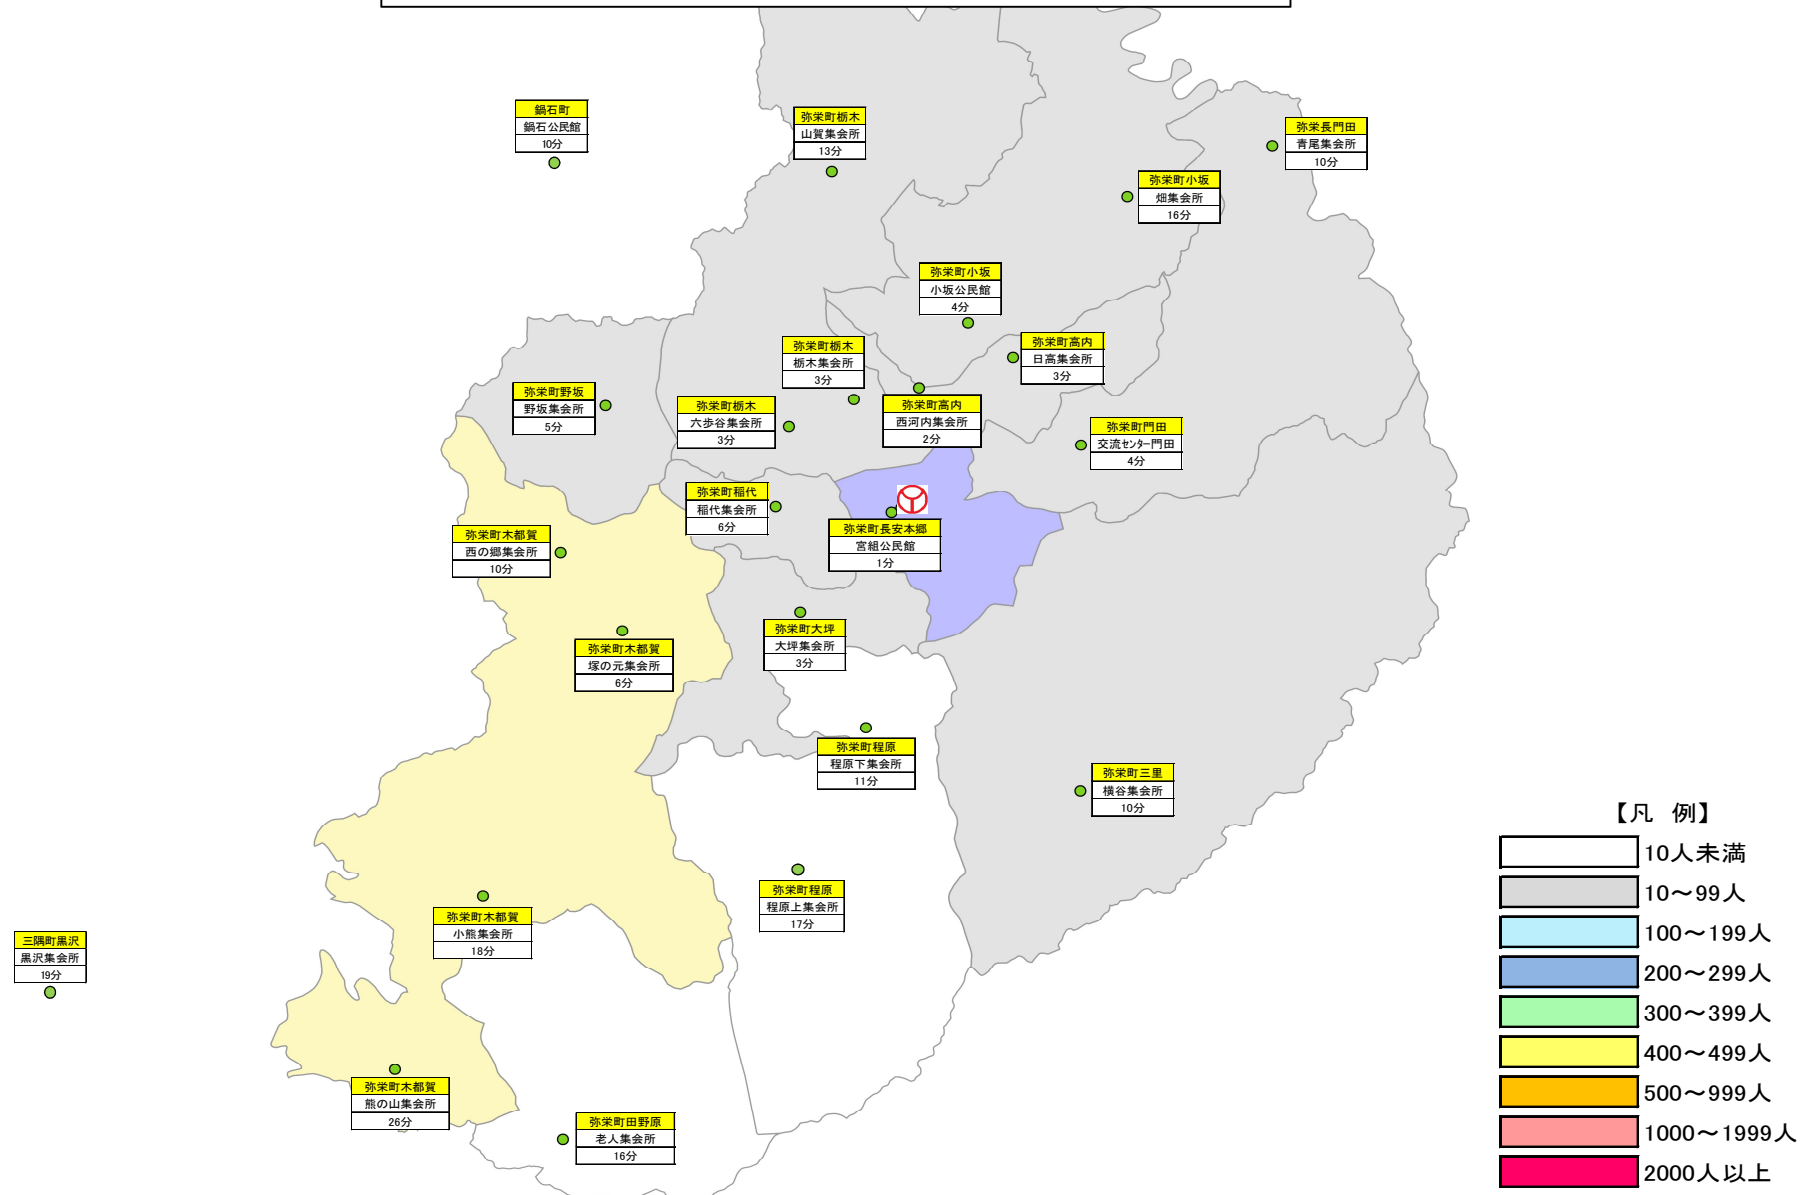 鍋石町
鍋石公民館
10分
弥栄町栃木
山賀集会所
13分
弥栄長門田
青尾集会所
10分
弥栄町小坂
畑集会所
16分
弥栄町小坂
小坂公民館
4分
弥栄町高内
日高集会所
3分
弥栄町栃木
栃木集会所
3分
弥栄町野坂
野坂集会所
5分
弥栄町栃木
六歩谷集会所
3分
弥栄町高内
西河内集会所
2分
弥栄町門田
交流センター門田
4分
弥栄町稲代
稲代集会所
6分
弥栄町長安本郷
宮組公民館
1分
弥栄町木都賀
西の郷集会所
10分
弥栄町大坪
大坪集会所
3分
弥栄町木都賀
塚の元集会所
6分
弥栄町程原
程原下集会所
11分
弥栄町三里
横谷集会所
10分
弥栄町程原
程原上集会所
17分
弥栄町木都賀
小熊集会所
18分
三隅町黒沢
黒沢集会所
19分
弥栄町木都賀
熊の山集会所
26分
弥栄町田野原
老人集会所
16分
【凡　例】
10人未満
10～99人
100～199人
200～299人
300～399人
400～499人
500～999人
1000～1999人
2000人以上